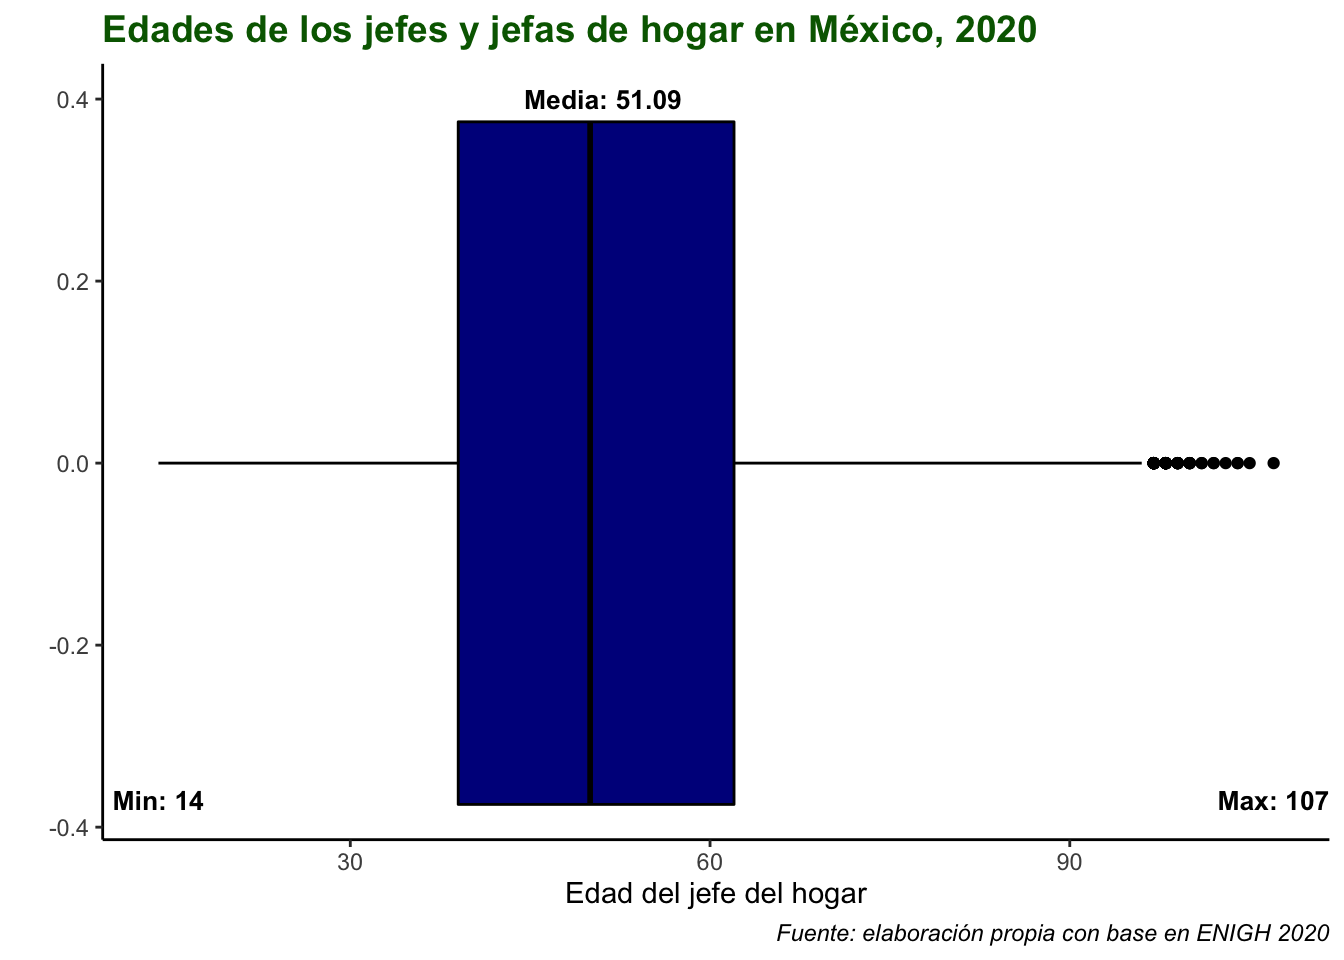 Edades de los jefes y jefas de hogar en México, 2020
Media: 51.09
0.4
0.2
0.0
-0.2
-0.4
Min: 14
Max: 107
30 60 90
Edad del jefe del hogar
Fuente: elaboración propia con base en ENIGH 2020